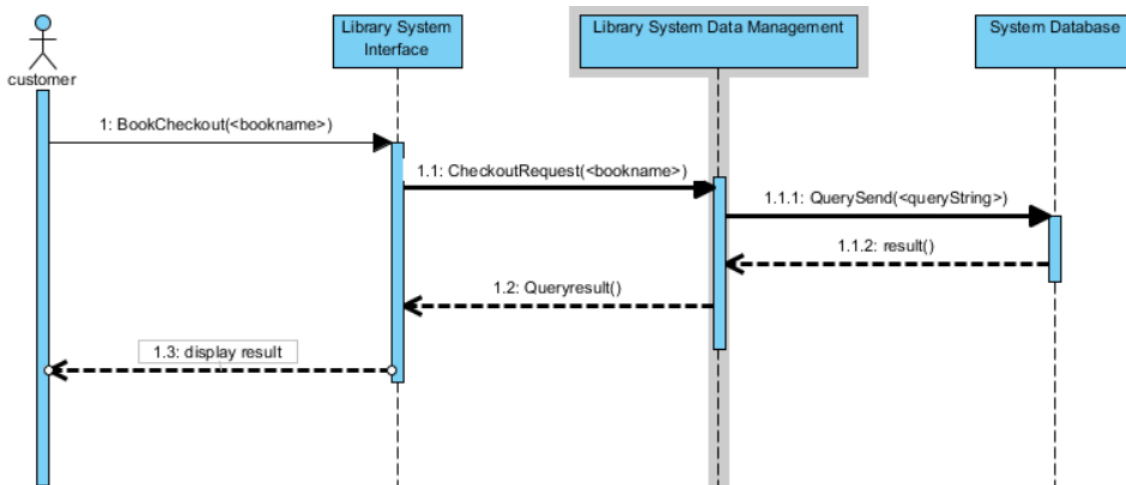 Library System
Interface
Library System Data Management
System Database
customer
1: BookCheckout(<bookname>)
1.1: CheckoutRequest(<bookname>)
1.1.1: QuerySend(<queryString>)
1.1.2: result()
1.2: Queryresult()
1.3: display result